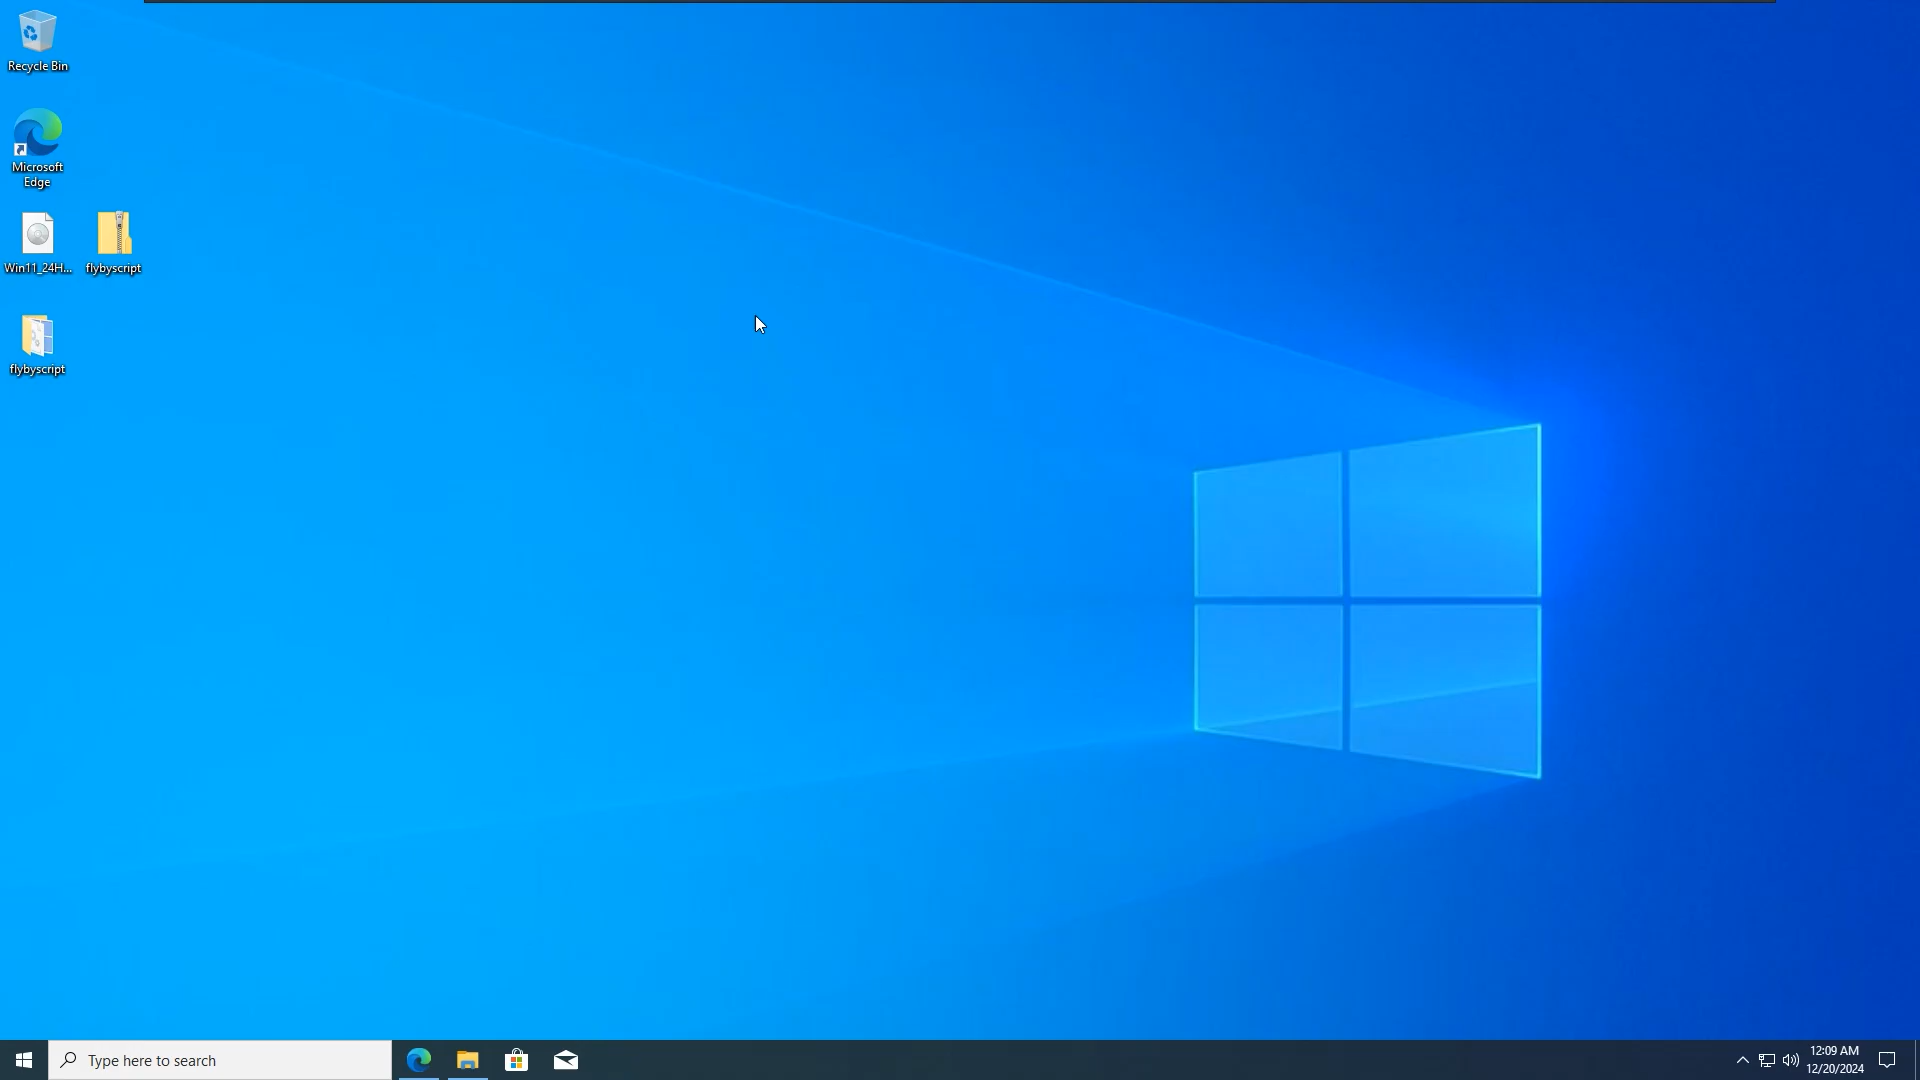 Recycle Bin
Microsoft
Edge
Win11_24H...
flybyscript
flybyscript
Type here to search
12:09 AM
12/20/2024